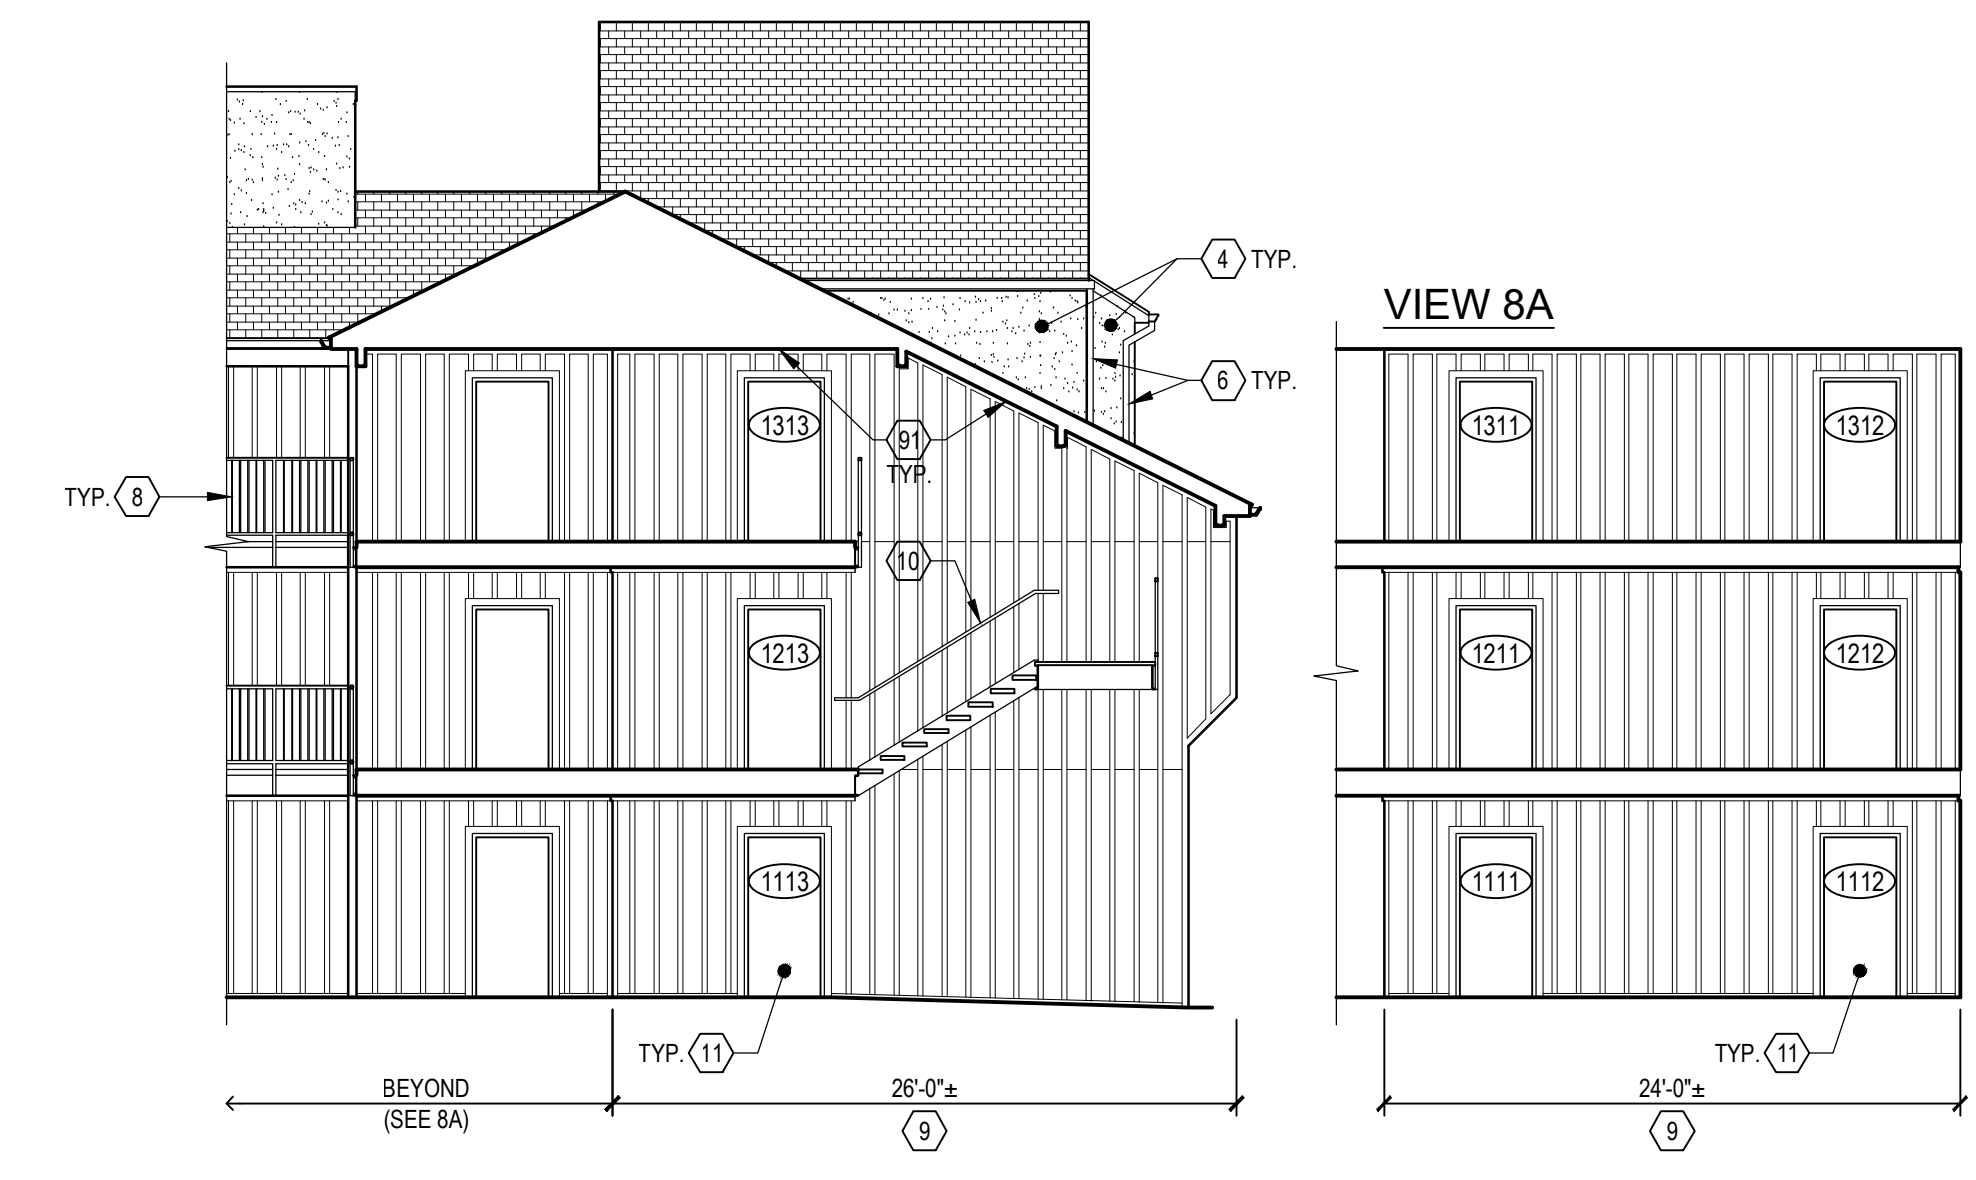 4 TYP.
VIEW 8A
6 TYP.
1313
91
TYP.
1311
1312
TYP. 8
10
1213
1211
1212
1113
1111
1112
TYP. 11
TYP. 11
BEYOND
(SEE 8A)
26'-0"±
9
24'-0"±
9